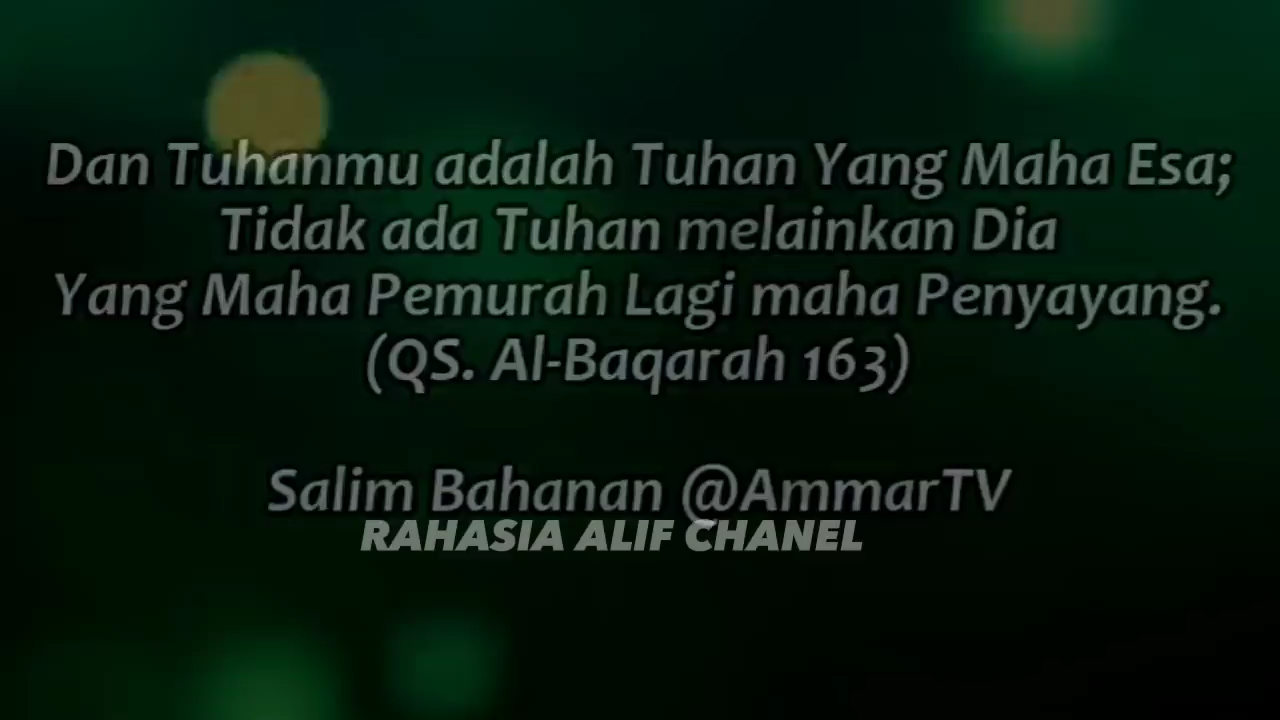 Dan Tuhanmu adalah Tuhan Yang Maha Esa;
Tidak ada Tuhan melainkan Dia
Yang Maha Pemurah Lagi maha Penyayang.
(QS. Al-Baqarah 163)
Salim Bahanan @AmmarTV
RAHASIA ALIF CHANEL